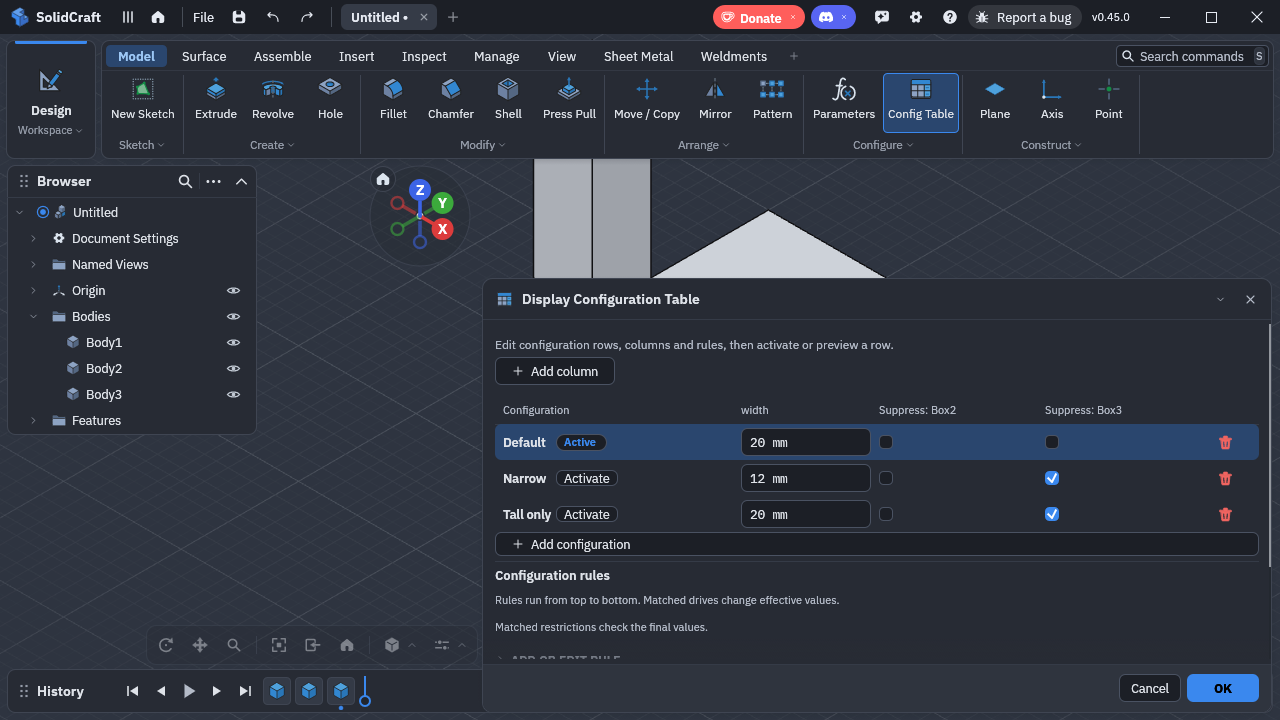 SolidCraft
File
Untitled •
Donate
Report a bug
v0.45.0
Design
Workspace
Model
Surface
Assemble
Insert
Inspect
Manage
View
Sheet Metal
Weldments
Search commands
S
New Sketch
Extrude
Revolve
Hole
Fillet
Chamfer
Shell
Press Pull
Move / Copy
Mirror
Pattern
Parameters
Config Table
Plane
Axis
Point
Sketch
Create
Modify
Arrange
Configure
Construct
Browser
Untitled
Document Settings
Named Views
Origin
Bodies
Body1
Body2
Body3
Features
Z
Y
X
Display Configuration Table
Edit configuration rows, columns and rules, then activate or preview a row.
Add column
Configuration width Suppress: Box2 Suppress: Box3
Default Active 20 mm
Narrow Activate 12 mm
Tall only Activate 20 mm
Add configuration
Configuration rules
Rules run from top to bottom. Matched drives change effective values.
Matched restrictions check the final values.
ADD OR EDIT RULE
Cancel
OK
History